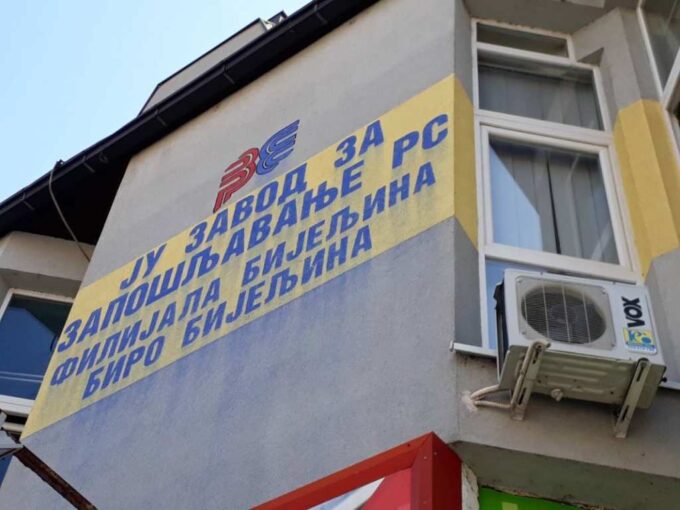 ЈУ ЗАВОД ЗА
ЗАПОШЉАВАЊЕ РС
ФИЛИЈАЛА БИЈЕЉИНА
БИРО БИЈЕЉИНА
VOX